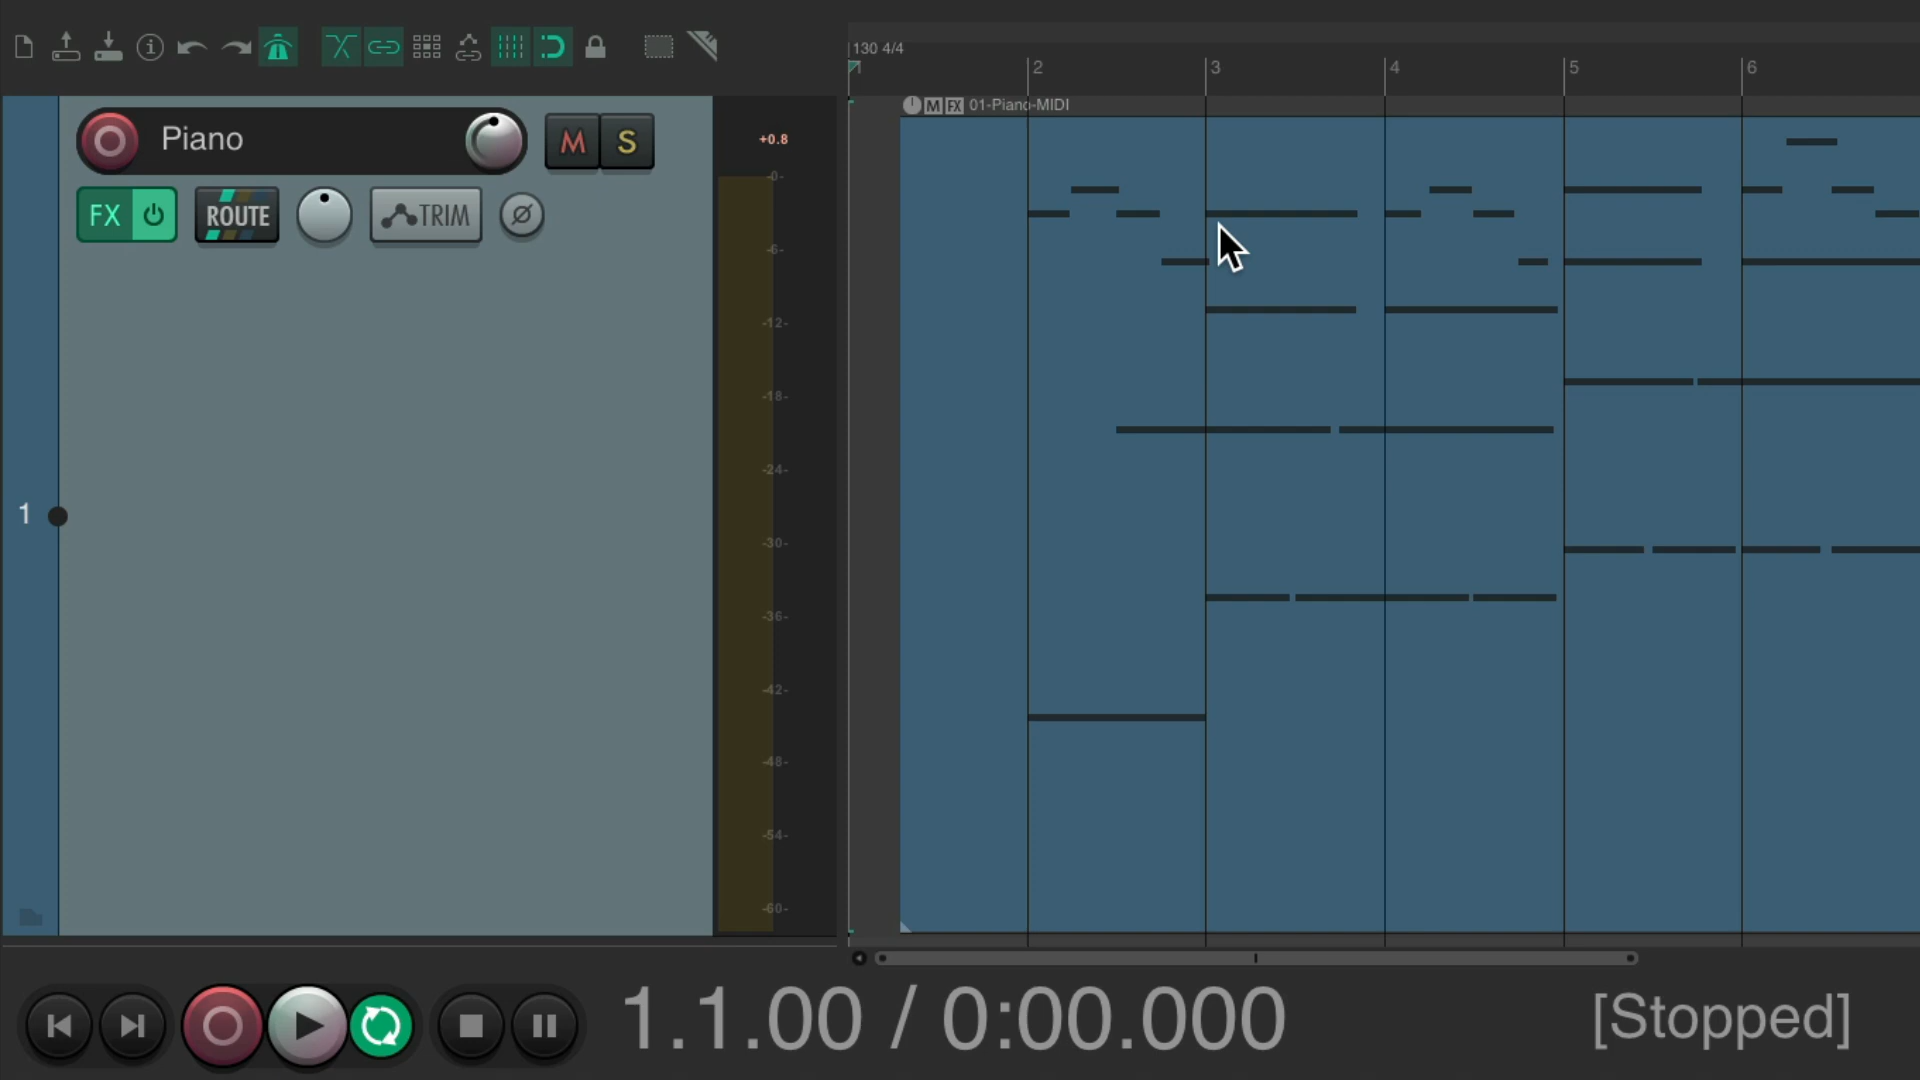 130 4/4
1 2 3 4 5 6
M FX 01-Piano-MIDI
Piano
M S
+0.8
FX ROUTE TRIM
-0-
-6-
-12-
-18-
-24-
-30-
-36-
-42-
-48-
-54-
-60-
1
1.1.00 / 0:00.000
[Stopped]